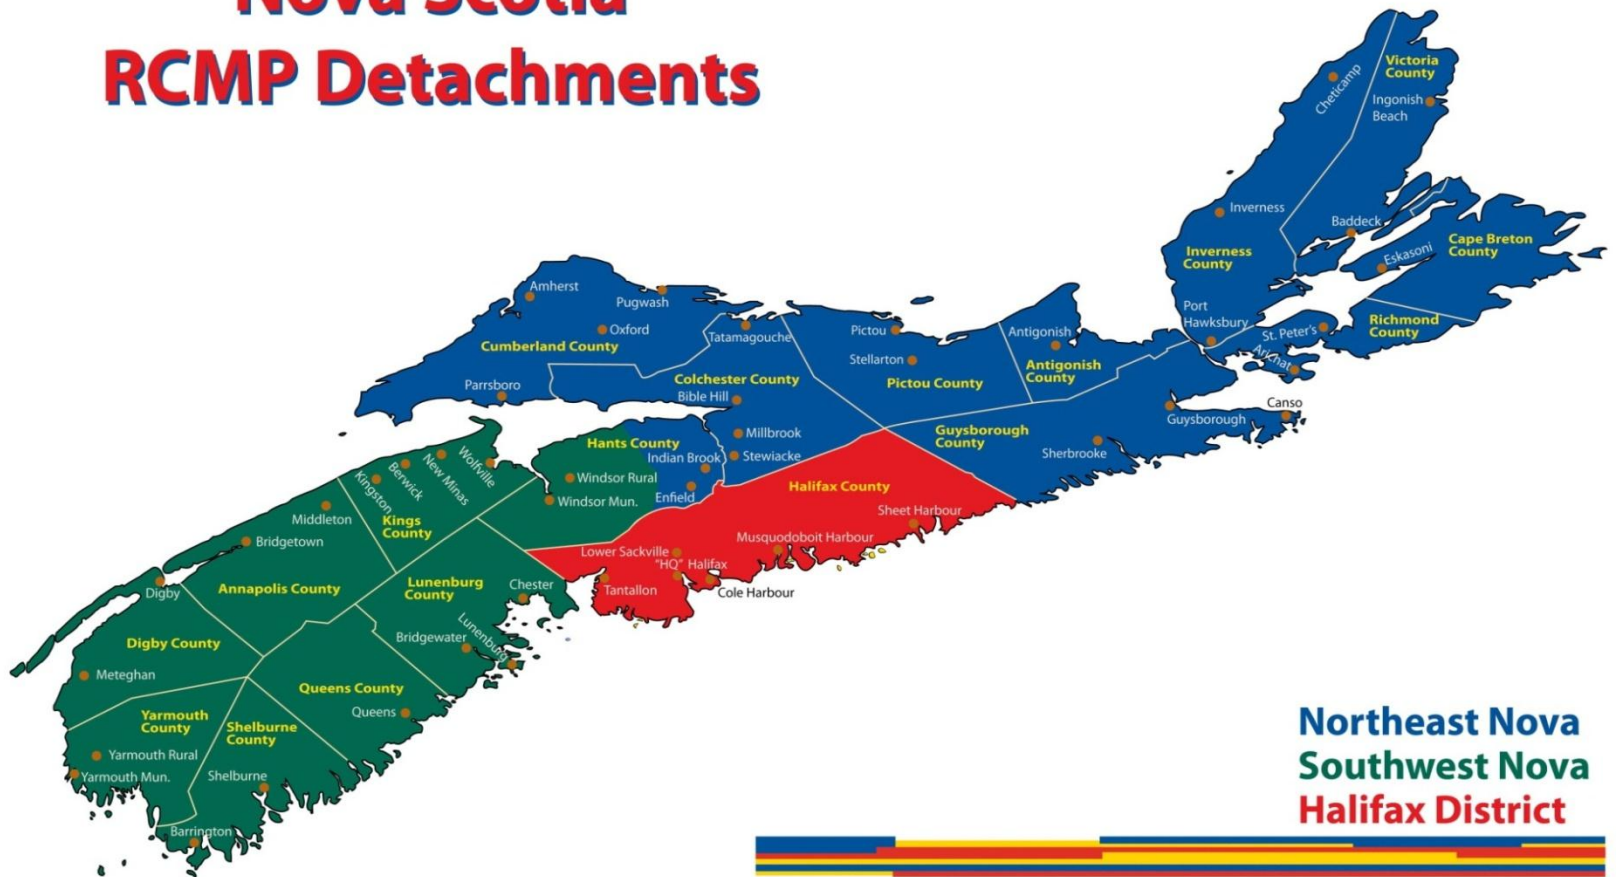 Nova Scotia
RCMP Detachments
Victoria
County
Cheticamp
Ingonish
Beach
Inverness
Baddeck
Inverness
County
Eskasoni
Cape Breton
County
Port
Hawksbury
St. Peter's
Richmond
County
Arichat
Canso
Amherst
Pugwash
Oxford
Cumberland County
Tatamagouche
Parrsboro
Colchester County
Bible Hill
Pictou
Stellarton
Pictou County
Antigonish
Antigonish
County
Guysborough
Guysborough
County
Sherbrooke
Millbrook
Stewiacke
Hants County
Indian Brook
Enfield
Windsor Rural
Windsor Mun.
Halifax County
Sheet Harbour
Musquodoboit Harbour
Lower Sackville
"HQ" Halifax
Tantallon
Cole Harbour
Wolfville
New Minas
Berwick
Kingston
Kings
County
Middleton
Bridgetown
Annapolis County
Lunenburg
County
Chester
Lunenburg
Bridgewater
Digby
Digby County
Meteghan
Queens County
Queens
Yarmouth
County
Shelburne
County
Yarmouth Rural
Yarmouth Mun.
Shelburne
Barrington
Northeast Nova
Southwest Nova
Halifax District